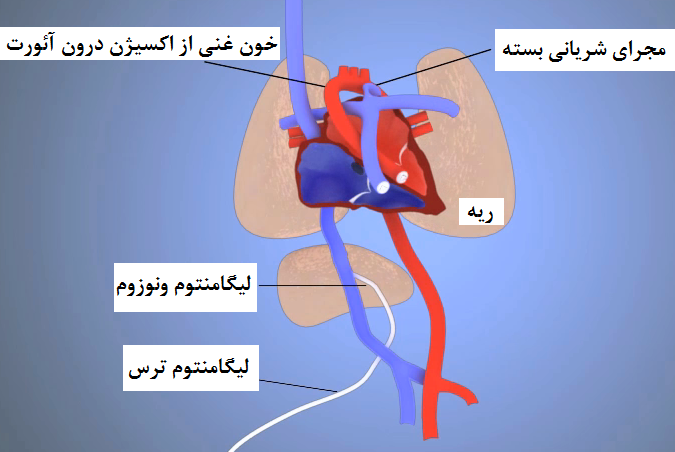 مجرای شریانی بسته
خون غنی از اکسیژن درون آئورت
ریه
لیگامنتوم ونوزوم
لیگامنتوم ترس